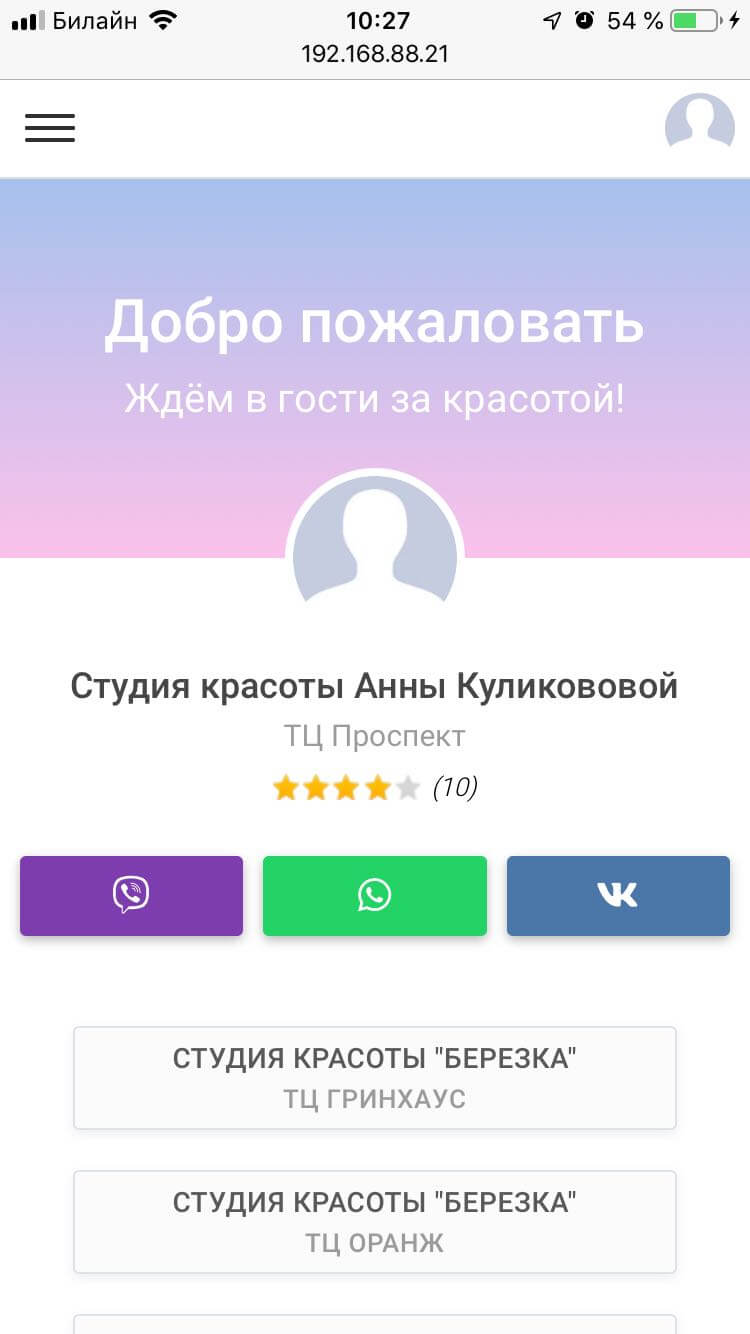 Билайн 10:27 54 %
192.168.88.21
Добро пожаловать
Ждём в гости за красотой!
Студия красоты Анны Куликововой
ТЦ Проспект
(10)
VK
СТУДИЯ КРАСОТЫ "БЕРЕЗКА"
ТЦ ГРИНХАУС
СТУДИЯ КРАСОТЫ "БЕРЕЗКА"
ТЦ ОРАНЖ